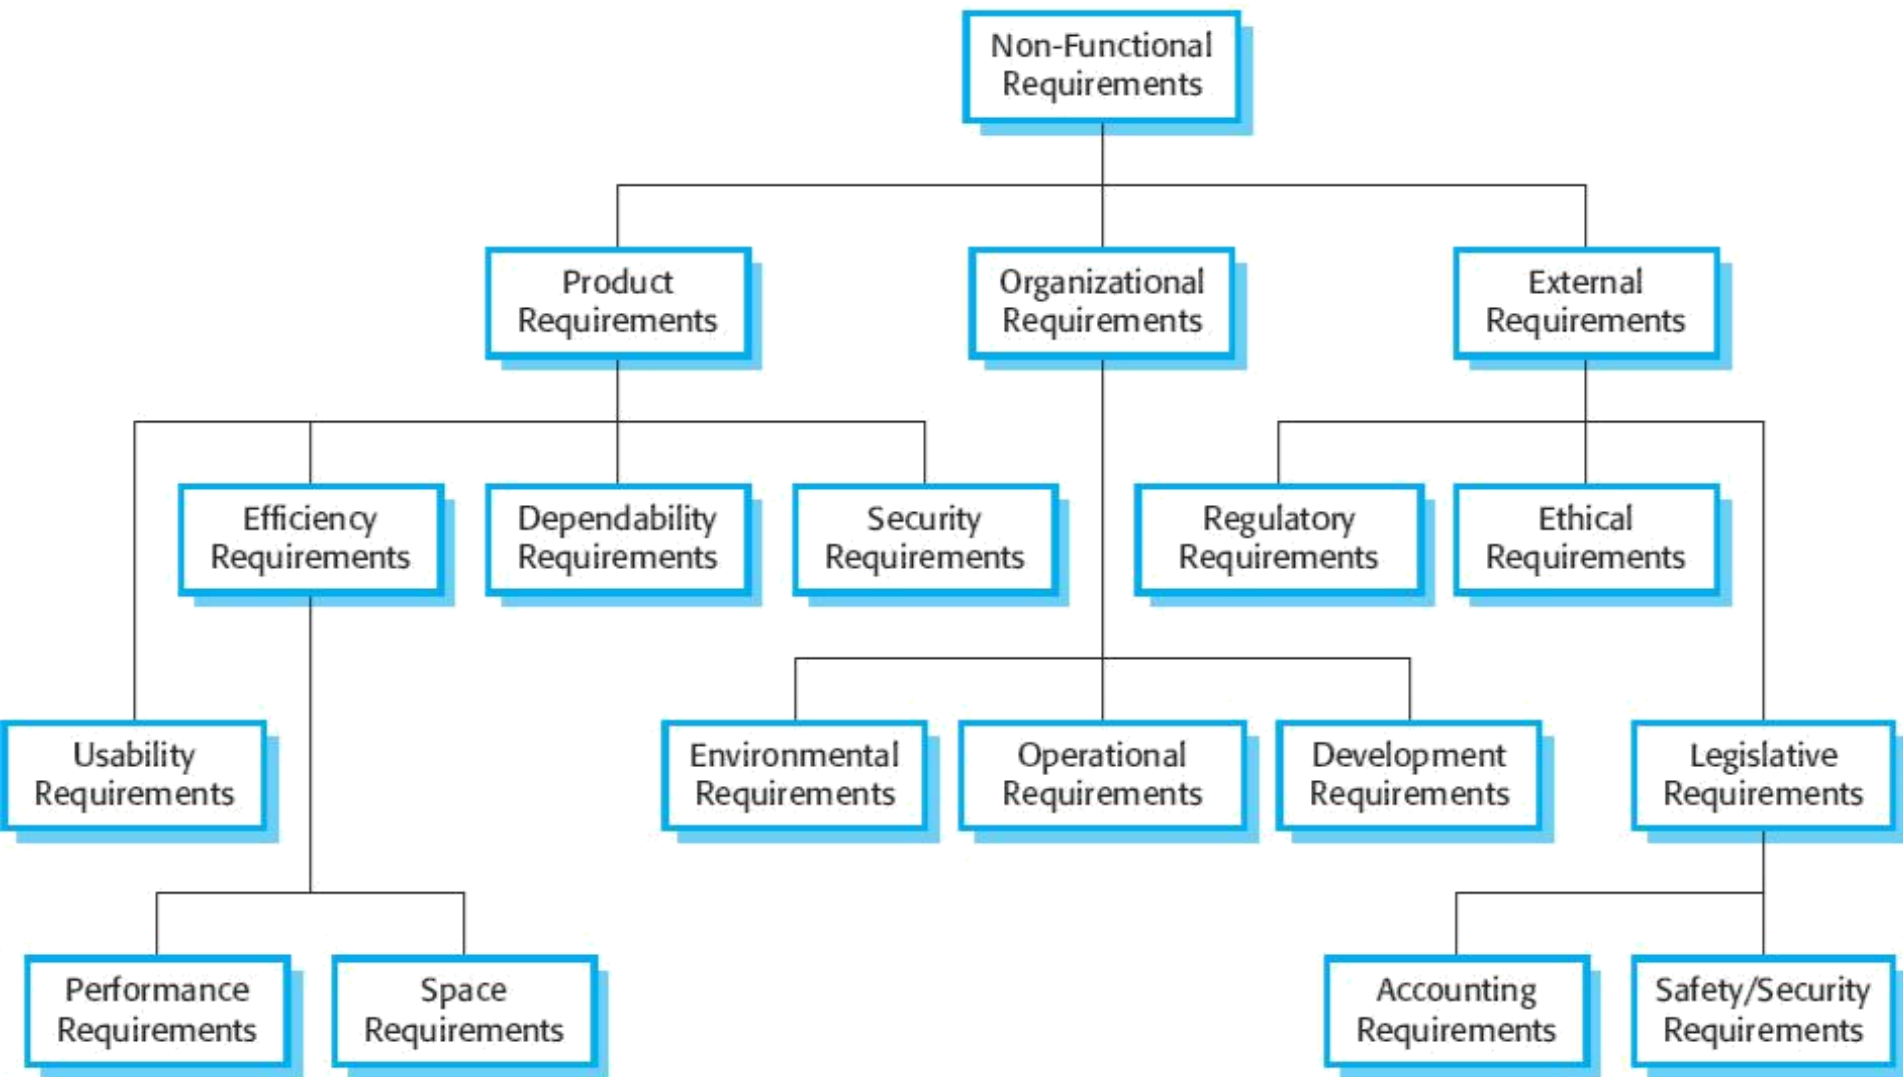 Non-Functional
Requirements
Product
Requirements
Organizational
Requirements
External
Requirements
Efficiency
Requirements
Dependability
Requirements
Security
Requirements
Regulatory
Requirements
Ethical
Requirements
Usability
Requirements
Environmental
Requirements
Operational
Requirements
Development
Requirements
Legislative
Requirements
Performance
Requirements
Space
Requirements
Accounting
Requirements
Safety/Security
Requirements